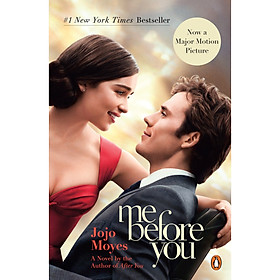 #1 New York Times Bestseller
Now a
Major Motion
Picture
me
before
you
Jojo
Moyes
A Novel by the
Author of After You